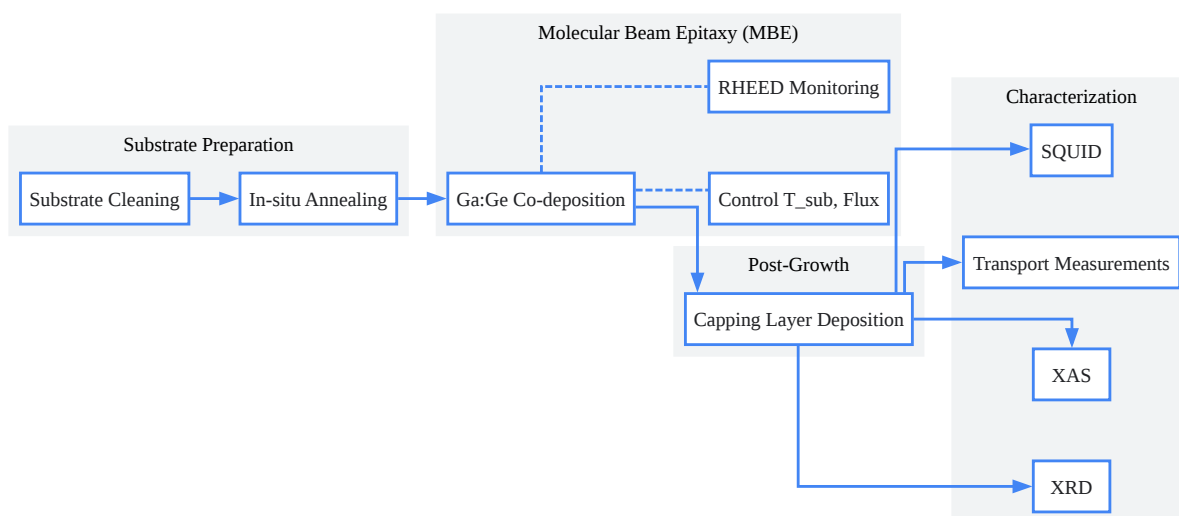 Molecular Beam Epitaxy (MBE)
RHEED Monitoring
Characterization
Substrate Preparation
SQUID
Substrate Cleaning
In-situ Annealing
Ga:Ge Co-deposition
Control T_sub, Flux
Post-Growth
Transport Measurements
Capping Layer Deposition
XAS
XRD